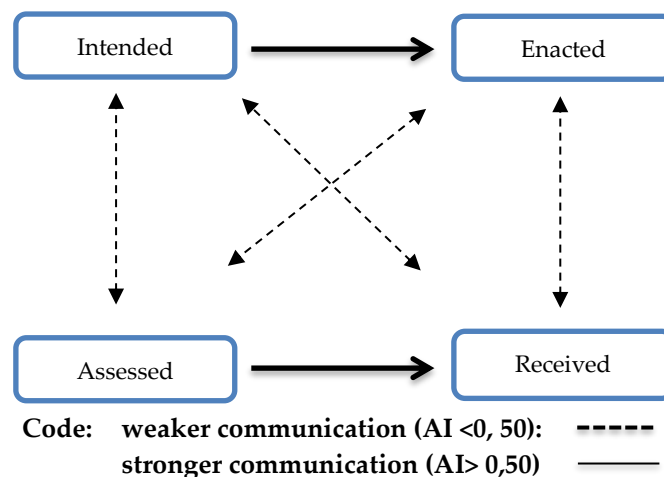 Intended
Enacted
Assessed
Received
Code: weaker communication (AI <0, 50):
stronger communication (AI> 0,50)